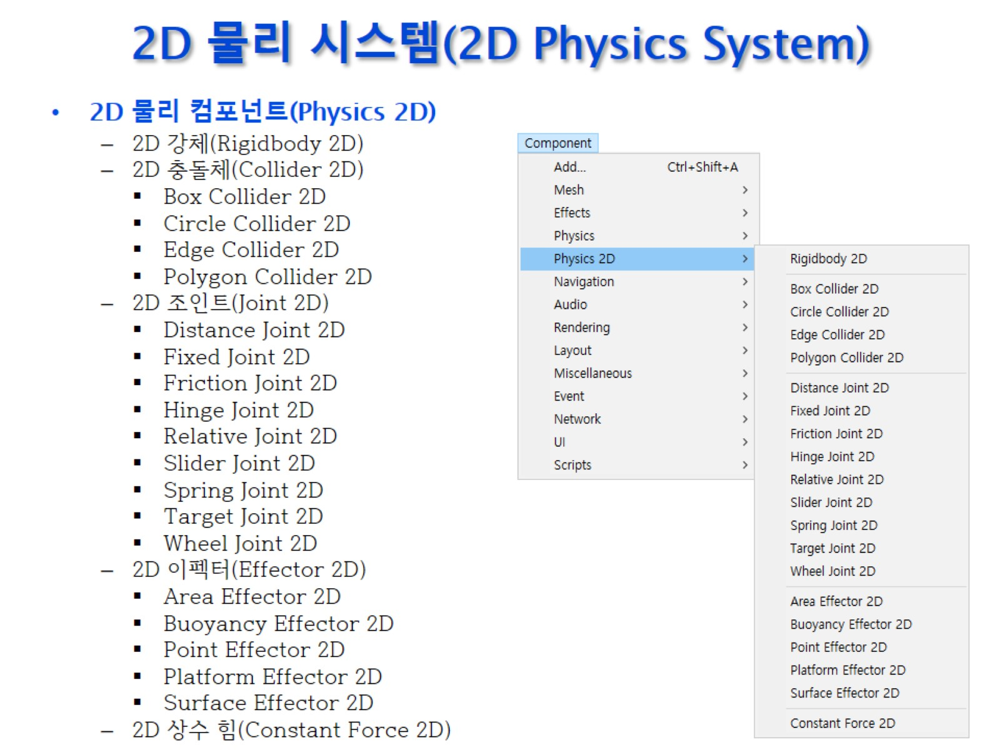 2D 물리 시스템(2D Physics System)
• 2D 물리 컴포넌트(Physics 2D)
– 2D 강체(Rigidbody 2D)
– 2D 충돌체(Collider 2D)
▪ Box Collider 2D
▪ Circle Collider 2D
▪ Edge Collider 2D
▪ Polygon Collider 2D
– 2D 조인트(Joint 2D)
▪ Distance Joint 2D
▪ Fixed Joint 2D
▪ Friction Joint 2D
▪ Hinge Joint 2D
▪ Relative Joint 2D
▪ Slider Joint 2D
▪ Spring Joint 2D
▪ Target Joint 2D
▪ Wheel Joint 2D
– 2D 이펙터(Effector 2D)
▪ Area Effector 2D
▪ Buoyancy Effector 2D
▪ Point Effector 2D
▪ Platform Effector 2D
▪ Surface Effector 2D
– 2D 상수 힘(Constant Force 2D)
Component
Add... Ctrl+Shift+A
Mesh >
Effects >
Physics >
Physics 2D >
Navigation >
Audio >
Rendering >
Layout >
Miscellaneous >
Event >
Network >
UI >
Scripts >
Rigidbody 2D
Box Collider 2D
Circle Collider 2D
Edge Collider 2D
Polygon Collider 2D
Distance Joint 2D
Fixed Joint 2D
Friction Joint 2D
Hinge Joint 2D
Relative Joint 2D
Slider Joint 2D
Spring Joint 2D
Target Joint 2D
Wheel Joint 2D
Area Effector 2D
Buoyancy Effector 2D
Point Effector 2D
Platform Effector 2D
Surface Effector 2D
Constant Force 2D